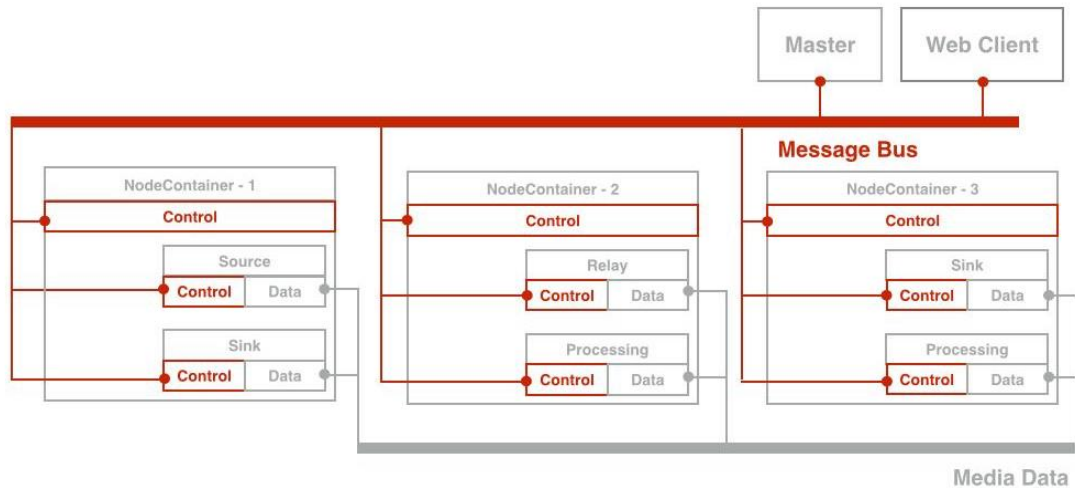 Master
Web Client
Message Bus
NodeContainer - 1
Control
Source
Control Data
Sink
Control Data
NodeContainer - 2
Control
Relay
Control Data
Processing
Control Data
NodeContainer - 3
Control
Sink
Control Data
Processing
Control Data
Media Data